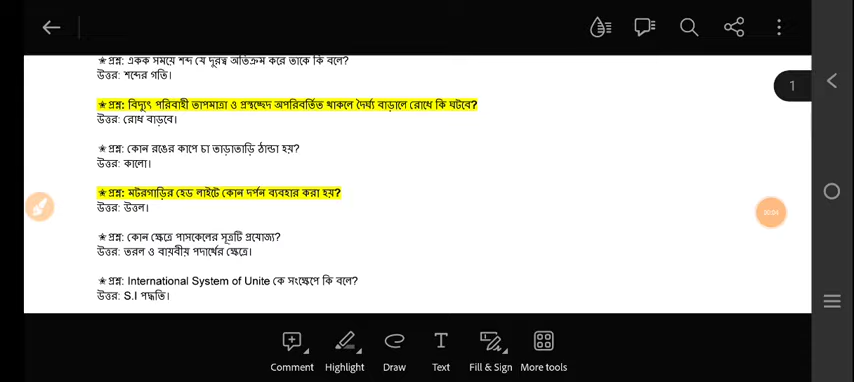 ★প্রশ্ন: একক সময়ে শব্দ যে দুরত্ব অতিক্রম করে তাকে কি বলে?
উত্তর: শব্দের গতি।
1
★প্রশ্ন: বিদ্যুৎ পরিবাহী তাপমাত্রা ও প্রস্থচ্ছেদ অপরিবর্তিত থাকলে দৈর্ঘ্য বাড়ালে রোধে কি ঘটবে?
উত্তর: রোধ বাড়বে।
★প্রশ্ন: কোন রঙের কাপে চা তাড়াতাড়ি ঠান্ডা হয়?
উত্তর: কালো।
★প্রশ্ন: মটরগাড়ির হেড লাইটে কোন দর্পন ব্যবহার করা হয়?
উত্তর: উত্তল।
00:04
★প্রশ্ন: কোন ক্ষেত্রে পাসকেলের সূত্রটি প্রযোজ্য?
উত্তর: তরল ও বায়বীয় পদার্থের ক্ষেত্রে।
★প্রশ্ন: International System of Unite কে সংক্ষেপে কি বলে?
উত্তর: S.I পদ্ধতি।
Comment Highlight Draw Text Fill & Sign More tools